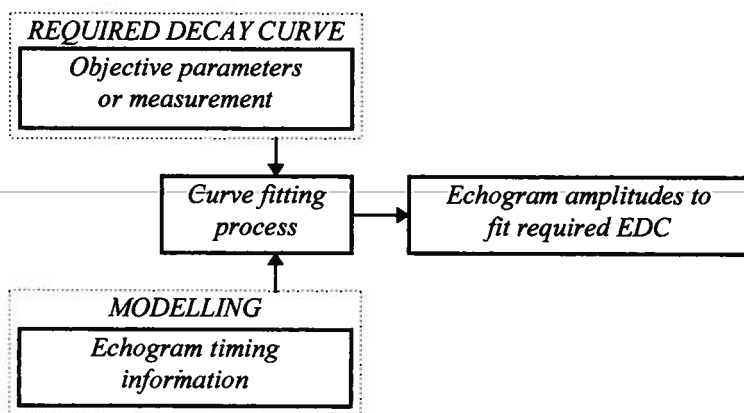 REQUIRED DECAY CURVE
Objective parameters
or measurement
Curve fitting
process
Echogram amplitudes to
fit required EDC
MODELLING
Echogram timing
information